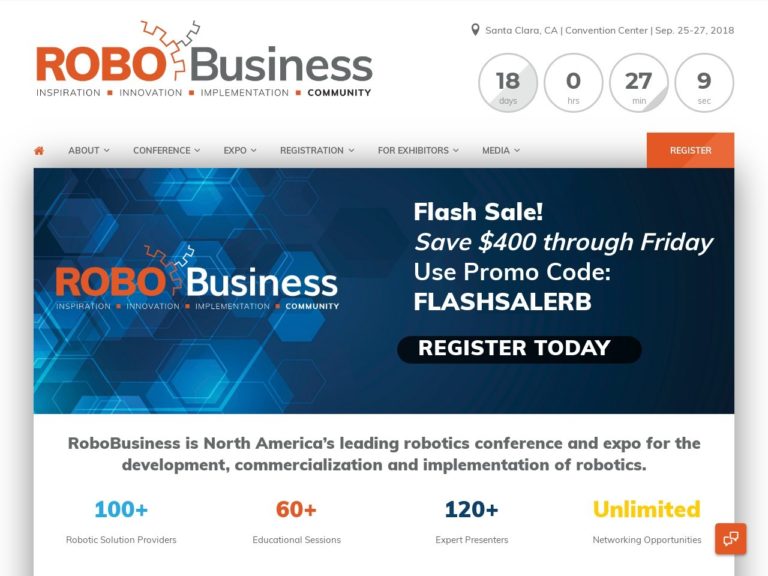 ROBO Business
INSPIRATION ■ INNOVATION ■ IMPLEMENTATION ■ COMMUNITY
Santa Clara, CA | Convention Center | Sep. 25-27, 2018
18 0 27 9
days hrs min sec
ABOUT CONFERENCE EXPO REGISTRATION FOR EXHIBITORS MEDIA REGISTER
ROBO Business
INSPIRATION ■ INNOVATION ■ IMPLEMENTATION ■ COMMUNITY
Flash Sale!
Save $400 through Friday
Use Promo Code:
FLASHSALERB
REGISTER TODAY
RoboBusiness is North America's leading robotics conference and expo for the
development, commercialization and implementation of robotics.
100+ 60+ 120+ Unlimited
Robotic Solution Providers Educational Sessions Expert Presenters Networking Opportunities